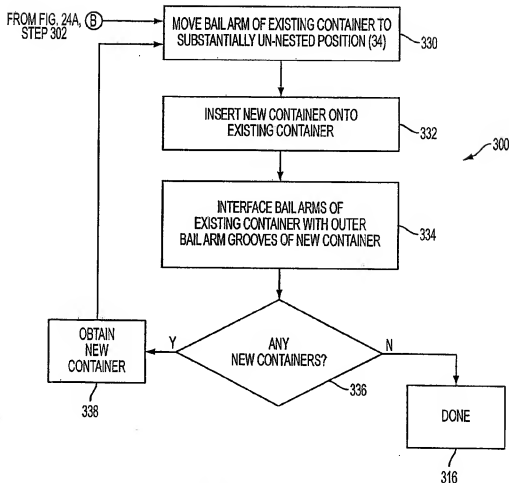 FROM FIG. 24A, B
STEP 302
MOVE BAIL ARM OF EXISTING CONTAINER TO
SUBSTANTIALLY UN-NESTED POSITION (34)
330
INSERT NEW CONTAINER ONTO
EXISTING CONTAINER
332
300
INTERFACE BAIL ARMS OF
EXISTING CONTAINER WITH OUTER
BAIL ARM GROOVES OF NEW CONTAINER
334
OBTAIN
NEW
CONTAINER
338
Y
ANY
NEW CONTAINERS?
336
N
DONE
316